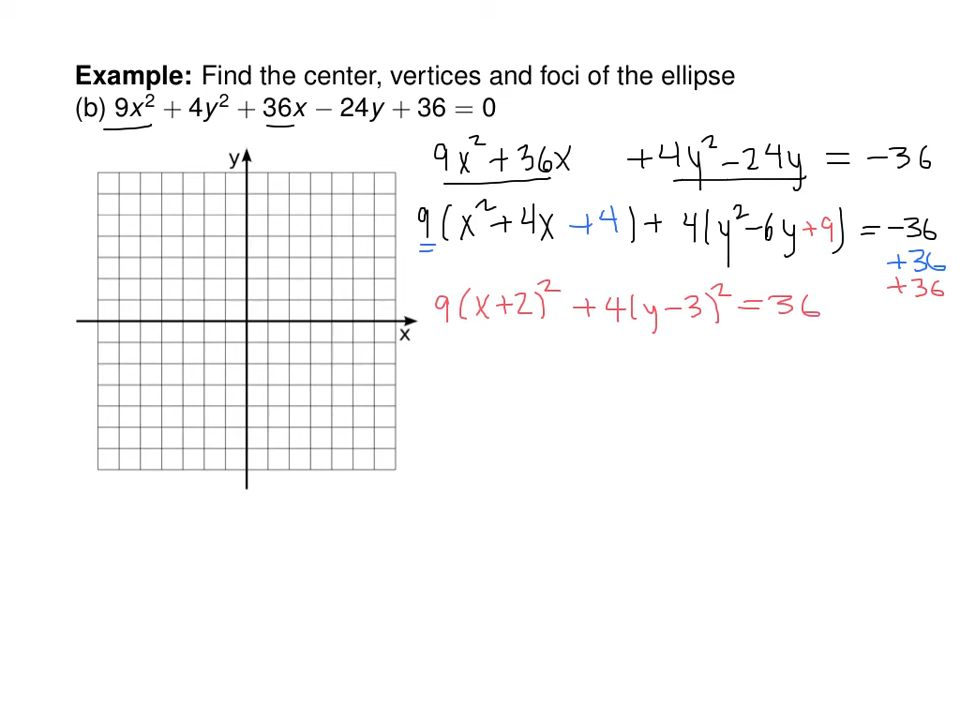 Example: Find the center, vertices and foci of the ellipse
(b) 9x² + 4y² + 36x − 24y + 36 = 0
9x² + 36x + 4y² − 24y = −36
9(x² + 4x + 4) + 4(y² − 6y + 9) = −36
+36
+36
9(x + 2)² + 4(y − 3)² = 36
y
x